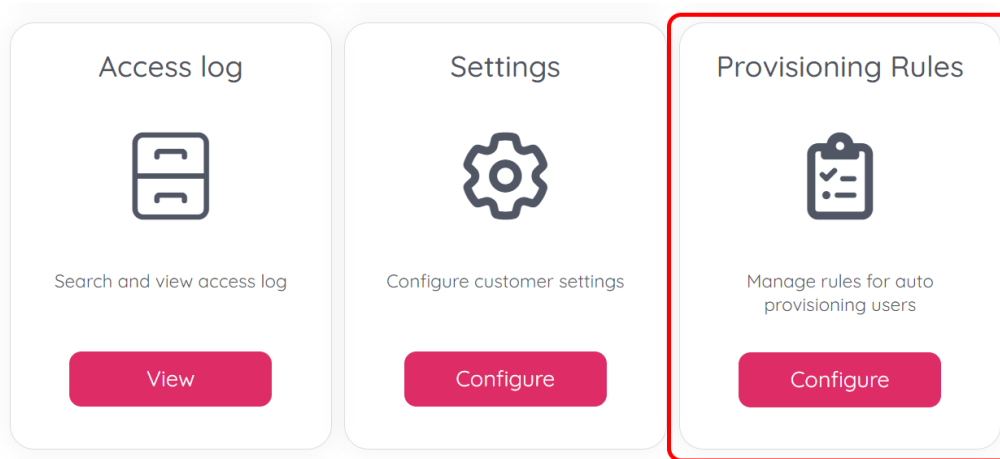 Access log
Search and view access log
View
Settings
Configure customer settings
Configure
Provisioning Rules
Manage rules for auto
provisioning users
Configure